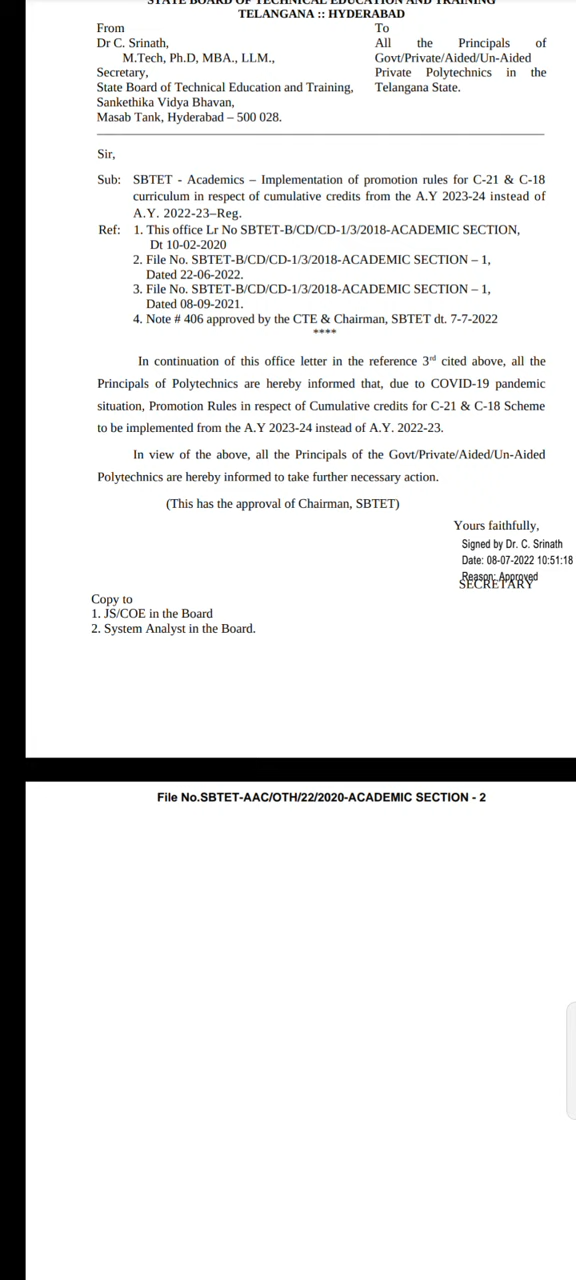 STATE BOARD OF TECHNICAL EDUCATION AND TRAINING
TELANGANA :: HYDERABAD
From
Dr C. Srinath,
M.Tech, Ph.D, MBA., LLM.,
Secretary,
State Board of Technical Education and Training,
Sankethika Vidya Bhavan,
Masab Tank, Hyderabad – 500 028.
To
All the Principals of
Govt/Private/Aided/Un-Aided
Private Polytechnics in the
Telangana State.
Sir,
Sub: SBTET - Academics – Implementation of promotion rules for C-21 & C-18
curriculum in respect of cumulative credits from the A.Y 2023-24 instead of
A.Y. 2022-23–Reg.
Ref: 1. This office Lr No SBTET-B/CD/CD-1/3/2018-ACADEMIC SECTION,
Dt 10-02-2020
2. File No. SBTET-B/CD/CD-1/3/2018-ACADEMIC SECTION – 1,
Dated 22-06-2022.
3. File No. SBTET-B/CD/CD-1/3/2018-ACADEMIC SECTION – 1,
Dated 08-09-2021.
4. Note # 406 approved by the CTE & Chairman, SBTET dt. 7-7-2022
****
In continuation of this office letter in the reference 3rd cited above, all the
Principals of Polytechnics are hereby informed that, due to COVID-19 pandemic
situation, Promotion Rules in respect of Cumulative credits for C-21 & C-18 Scheme
to be implemented from the A.Y 2023-24 instead of A.Y. 2022-23.
In view of the above, all the Principals of the Govt/Private/Aided/Un-Aided
Polytechnics are hereby informed to take further necessary action.
(This has the approval of Chairman, SBTET)
Yours faithfully,
Signed by Dr. C. Srinath
Date: 08-07-2022 10:51:18
Reason: Approved
SECRETARY
Copy to
1. JS/COE in the Board
2. System Analyst in the Board.
File No.SBTET-AAC/OTH/22/2020-ACADEMIC SECTION - 2